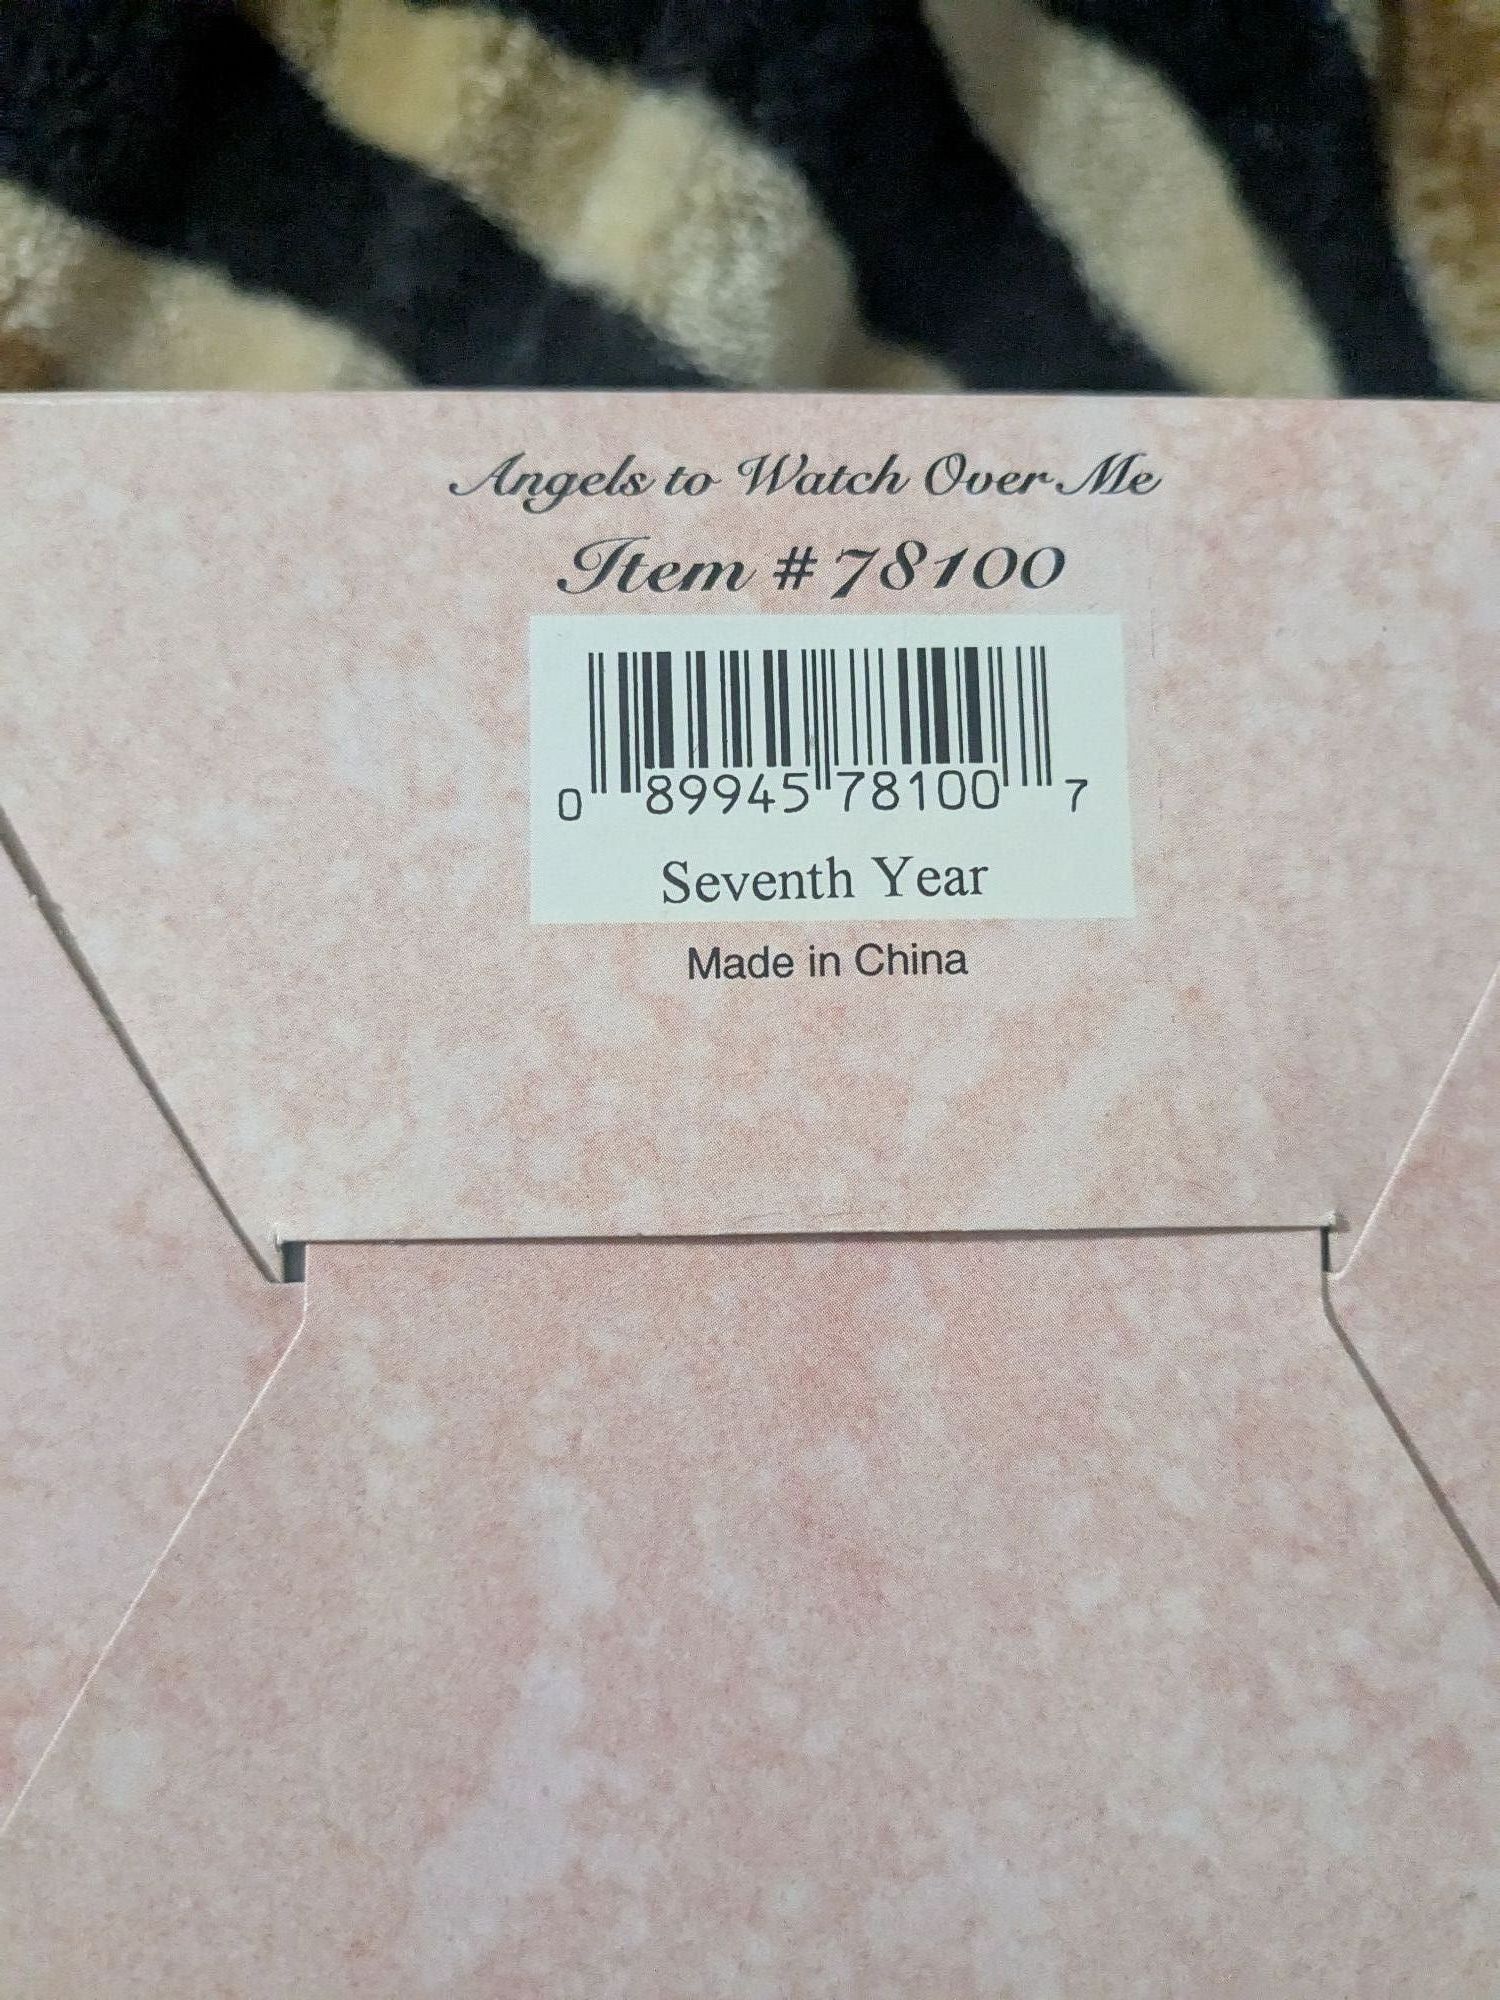 Angels to Watch Over Me
Item #78100
0 89945 78100 7
Seventh Year
Made in China